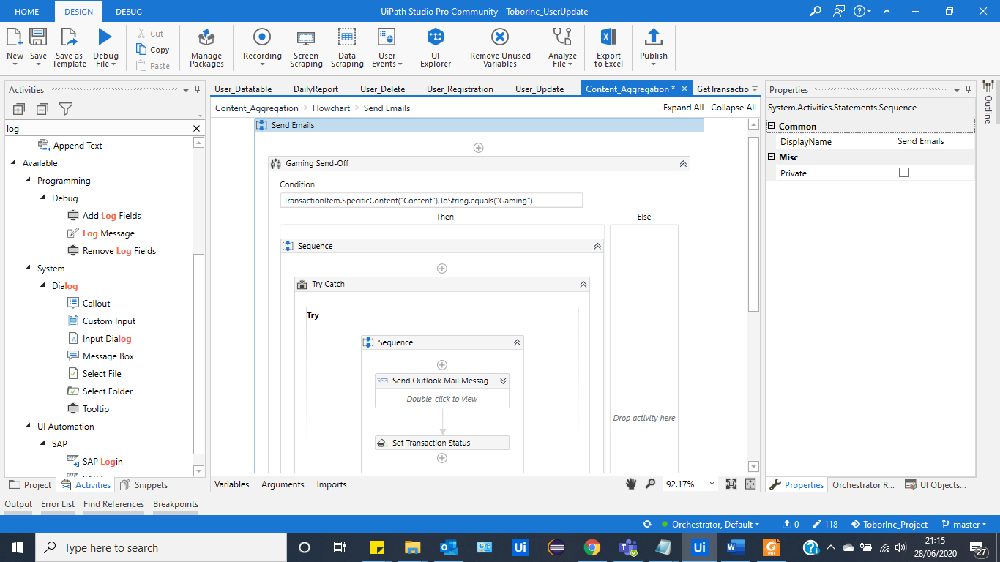 HOME DESIGN DEBUG UiPath Studio Pro Community - ToborInc_UserUpdate
New Save Save as Template Debug File Cut Copy Paste Manage Packages Recording Screen Scraping Data Scraping User Events UI Explorer Remove Unused Variables Analyze File Export to Excel Publish
Activities
log
Append Text
Available
Programming
Debug
Add Log Fields
Log Message
Remove Log Fields
System
Dialog
Callout
Custom Input
Input Dialog
Message Box
Select File
Select Folder
Tooltip
UI Automation
SAP
SAP Login
Project Activities Snippets
User_Datatable DailyReport User_Delete User_Registration User_Update Content_Aggregation * GetTransactio
Content_Aggregation Flowchart Send Emails Expand All Collapse All
Send Emails
Gaming Send-Off
Condition
TransactionItem.SpecificContent("Content").ToString.equals("Gaming")
Then Else
Sequence
Try Catch
Try
Sequence
Send Outlook Mail Messag
Double-click to view
Drop activity here
Set Transaction Status
Variables Arguments Imports 92.17%
Properties
System.Activities.Statements.Sequence
Common
DisplayName Send Emails
Misc
Private
Properties Orchestrator R... UI Objects...
Outline
Output Error List Find References Breakpoints
Orchestrator, Default 0 118 ToborInc_Project master
Type here to search
Ui
Ui
21:15
28/06/2020
27